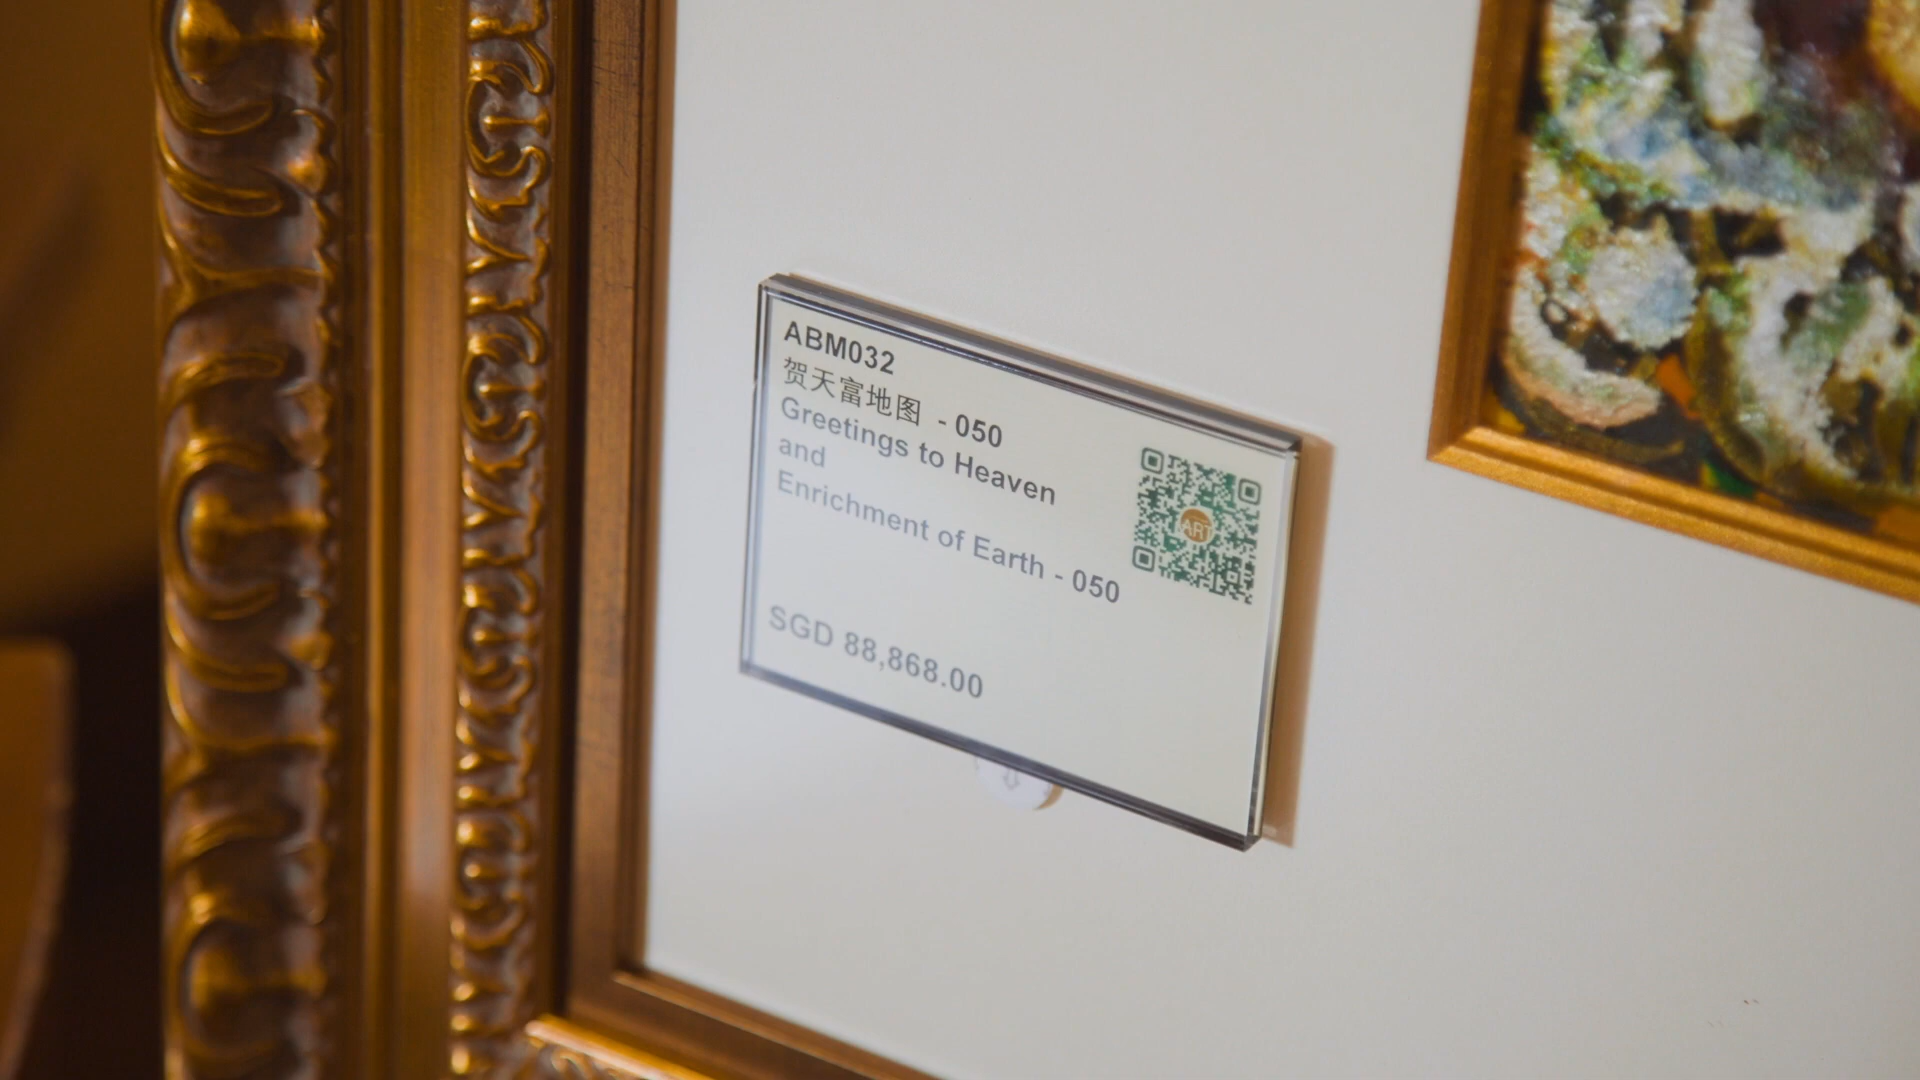 ABM032
贺天富地图 - 050
Greetings to Heaven
and
Enrichment of Earth - 050
ART
SGD 88,868.00